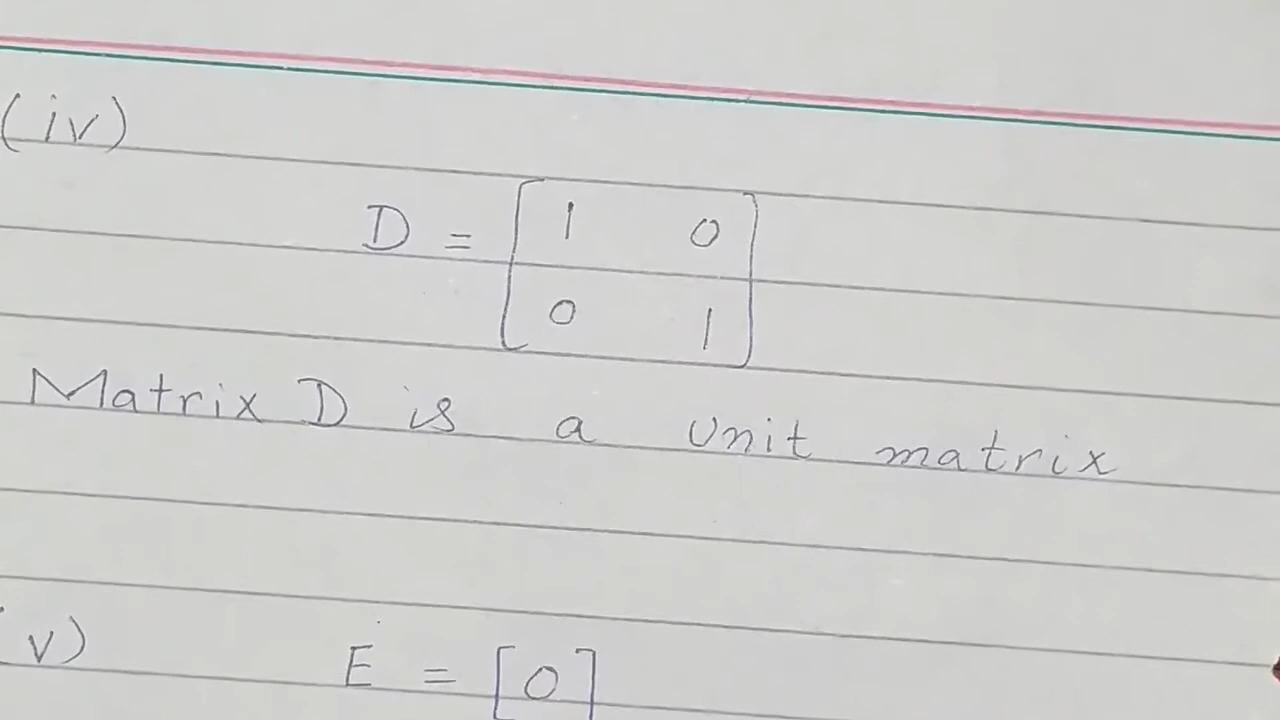 (iv)
D = [ 1 0
0 1 ]
Matrix D is a unit matrix
(v) E = [0]